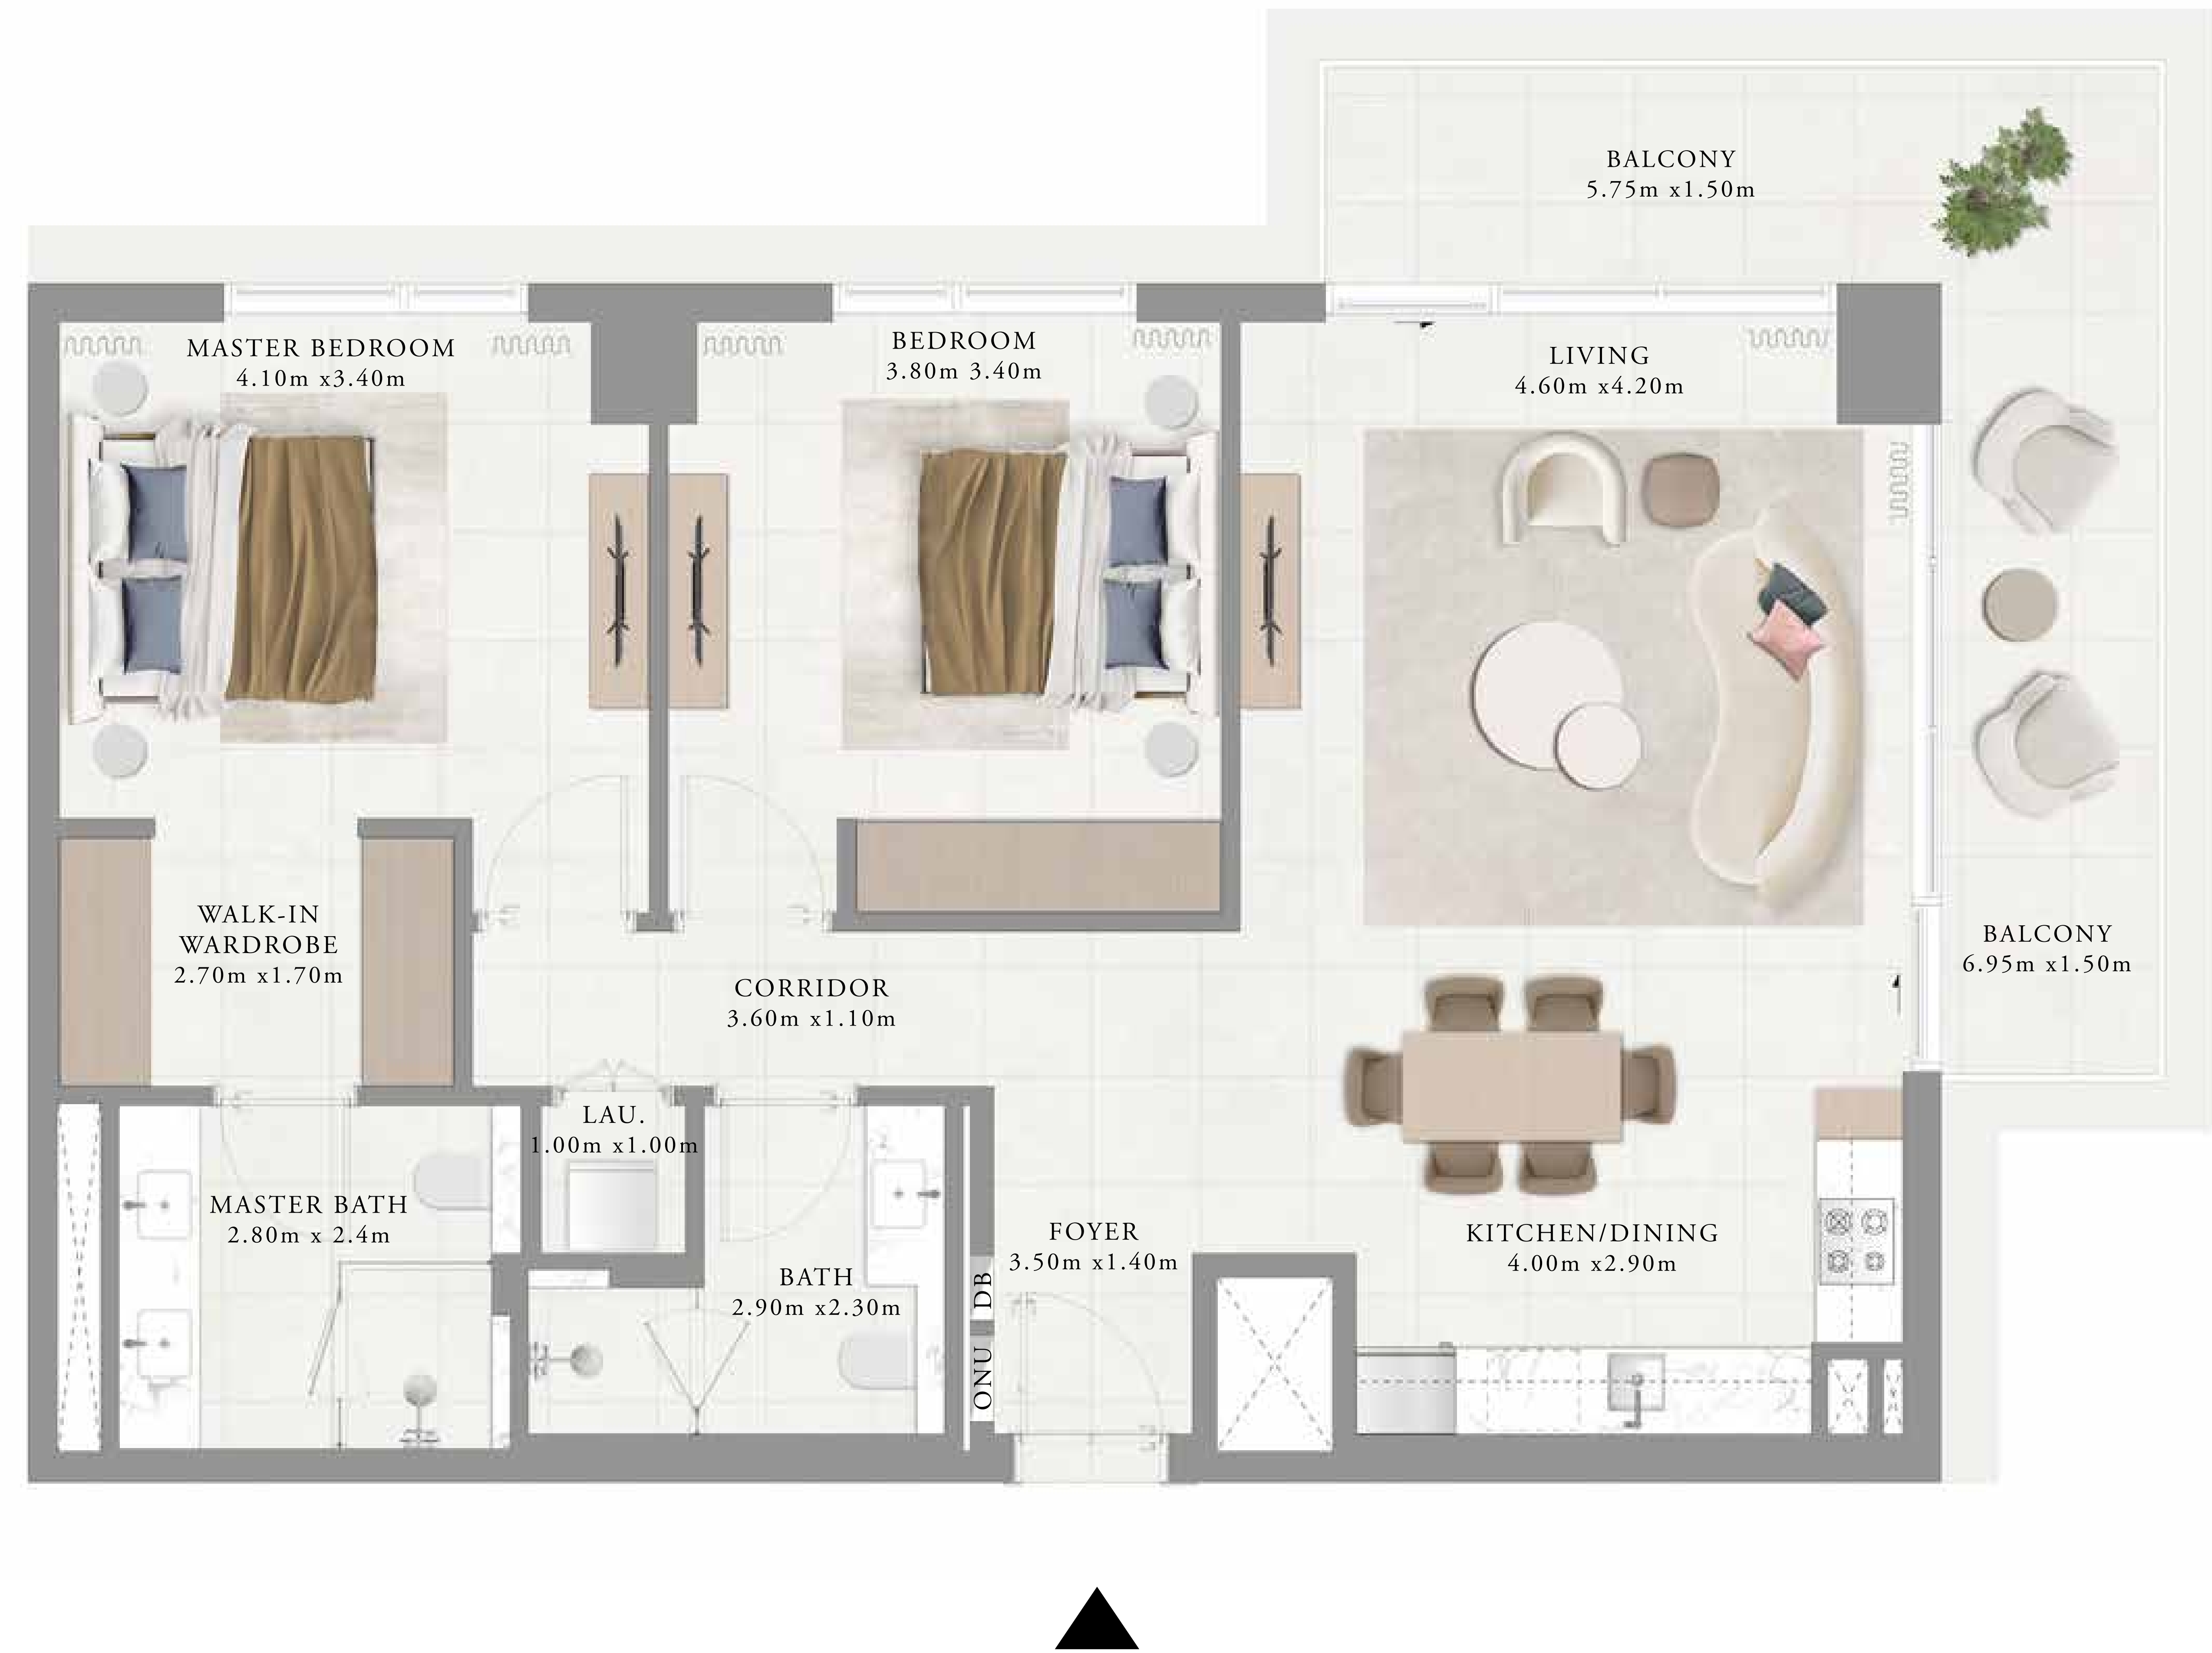 BALCONY
5.75m x1.50m
MASTER BEDROOM
4.10m x3.40m
BEDROOM
3.80m 3.40m
LIVING
4.60m x4.20m
WALK-IN
WARDROBE
2.70m x1.70m
CORRIDOR
3.60m x1.10m
BALCONY
6.95m x1.50m
LAU.
1.00m x1.00m
MASTER BATH
2.80m x 2.4m
BATH
2.90m x2.30m
FOYER
3.50m x1.40m
KITCHEN/DINING
4.00m x2.90m
DB
ONU